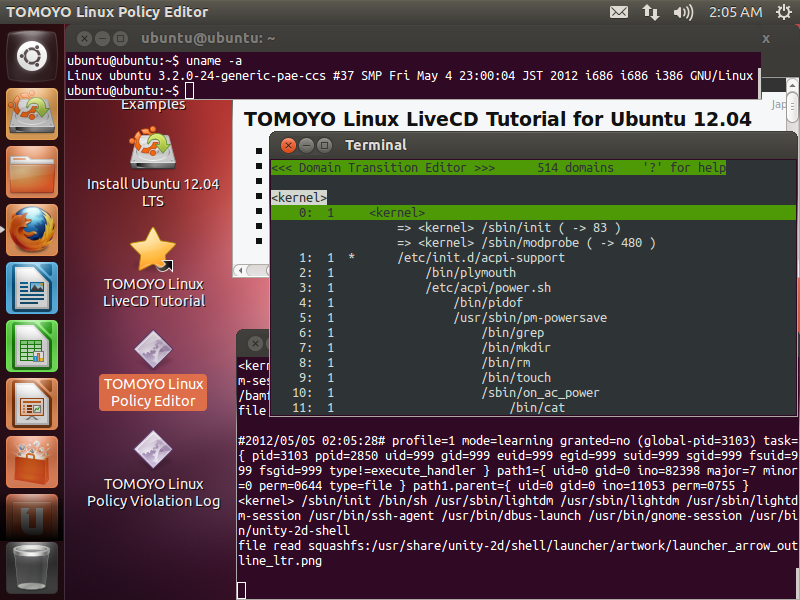 TOMOYO Linux Policy Editor
2:05 AM
ubuntu@ubuntu: ~
x
ubuntu@ubuntu:~$ uname -a
Linux ubuntu 3.2.0-24-generic-pae-ccs #37 SMP Fri May 4 23:00:04 JST 2012 i686 i686 i386 GNU/Linux
ubuntu@ubuntu:~$
Examples
Install Ubuntu 12.04
LTS
TOMOYO Linux
LiveCD Tutorial
TOMOYO Linux
Policy Editor
TOMOYO Linux
Policy Violation Log
TOMOYO Linux LiveCD Tutorial for Ubuntu 12.04
Terminal
<<< Domain Transition Editor >>> 514 domains '?' for help
<kernel>
0: 1 <kernel>
=> <kernel> /sbin/init ( -> 83 )
=> <kernel> /sbin/modprobe ( -> 480 )
1: 1 * /etc/init.d/acpi-support
2: 1 /bin/plymouth
3: 1 /etc/acpi/power.sh
4: 1 /bin/pidof
5: 1 /usr/sbin/pm-powersave
6: 1 /bin/grep
7: 1 /bin/mkdir
8: 1 /bin/rm
9: 1 /bin/touch
10: 1 /sbin/on_ac_power
11: 1 /bin/cat
<ker
m-ses
/bamf
file
#2012/05/05 02:05:28# profile=1 mode=learning granted=no (global-pid=3103) task=
{ pid=3103 ppid=2850 uid=999 gid=999 euid=999 egid=999 suid=999 sgid=999 fsuid=9
99 fsgid=999 type!=execute_handler } path1={ uid=0 gid=0 ino=82398 major=7 minor
=0 perm=0644 type=file } path1.parent={ uid=0 gid=0 ino=11053 perm=0755 }
<kernel> /sbin/init /bin/sh /usr/sbin/lightdm /usr/sbin/lightdm /usr/sbin/lightd
m-session /usr/bin/ssh-agent /usr/bin/dbus-launch /usr/bin/gnome-session /usr/bi
n/unity-2d-shell
file read squashfs:/usr/share/unity-2d/shell/launcher/artwork/launcher_arrow_out
line_ltr.png